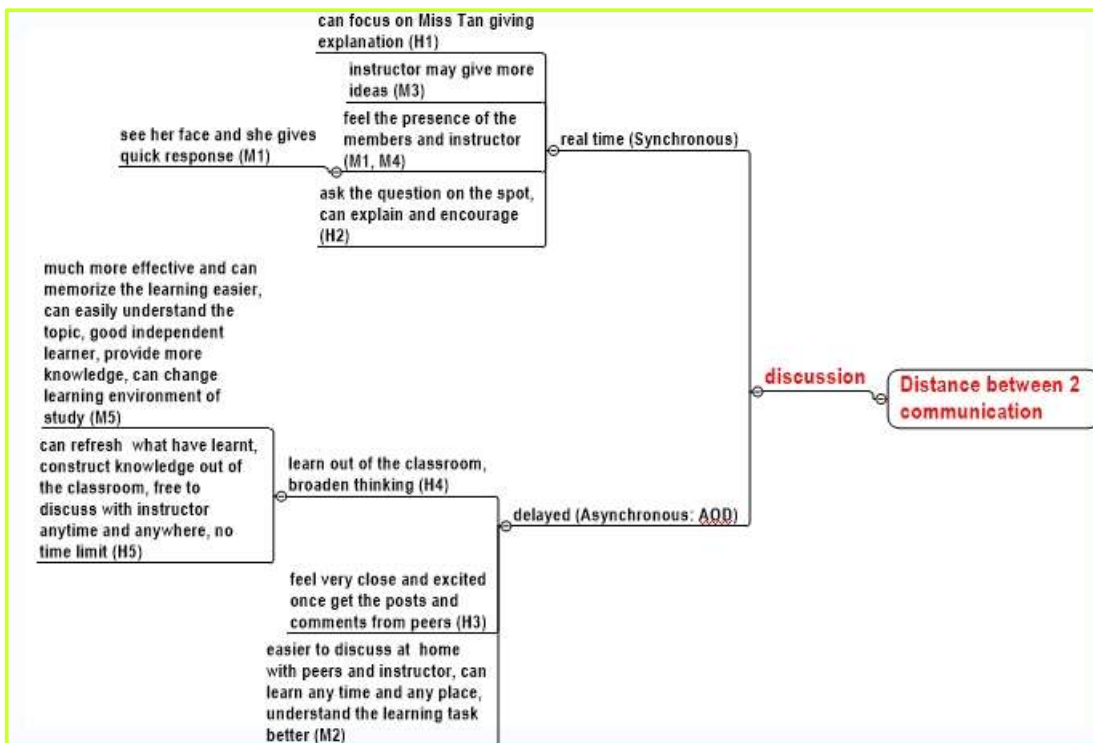 can focus on Miss Tan giving
explanation (H1)
instructor may give more
ideas (M3)
feel the presence of the
members and instructor
(M1, M4)
see her face and she gives
quick response (M1)
ask the question on the spot,
can explain and encourage
(H2)
real time (Synchronous)
much more effective and can
memorize the learning easier,
can easily understand the
topic, good independent
learner, provide more
knowledge, can change
learning environment of
study (M5)
can refresh what have learnt,
construct knowledge out of
the classroom, free to
discuss with instructor
anytime and anywhere, no
time limit (H5)
learn out of the classroom,
broaden thinking (H4)
delayed (Asynchronous: AOD)
feel very close and excited
once get the posts and
comments from peers (H3)
easier to discuss at home
with peers and instructor, can
learn any time and any place,
understand the learning task
better (M2)
discussion
Distance between 2
communication